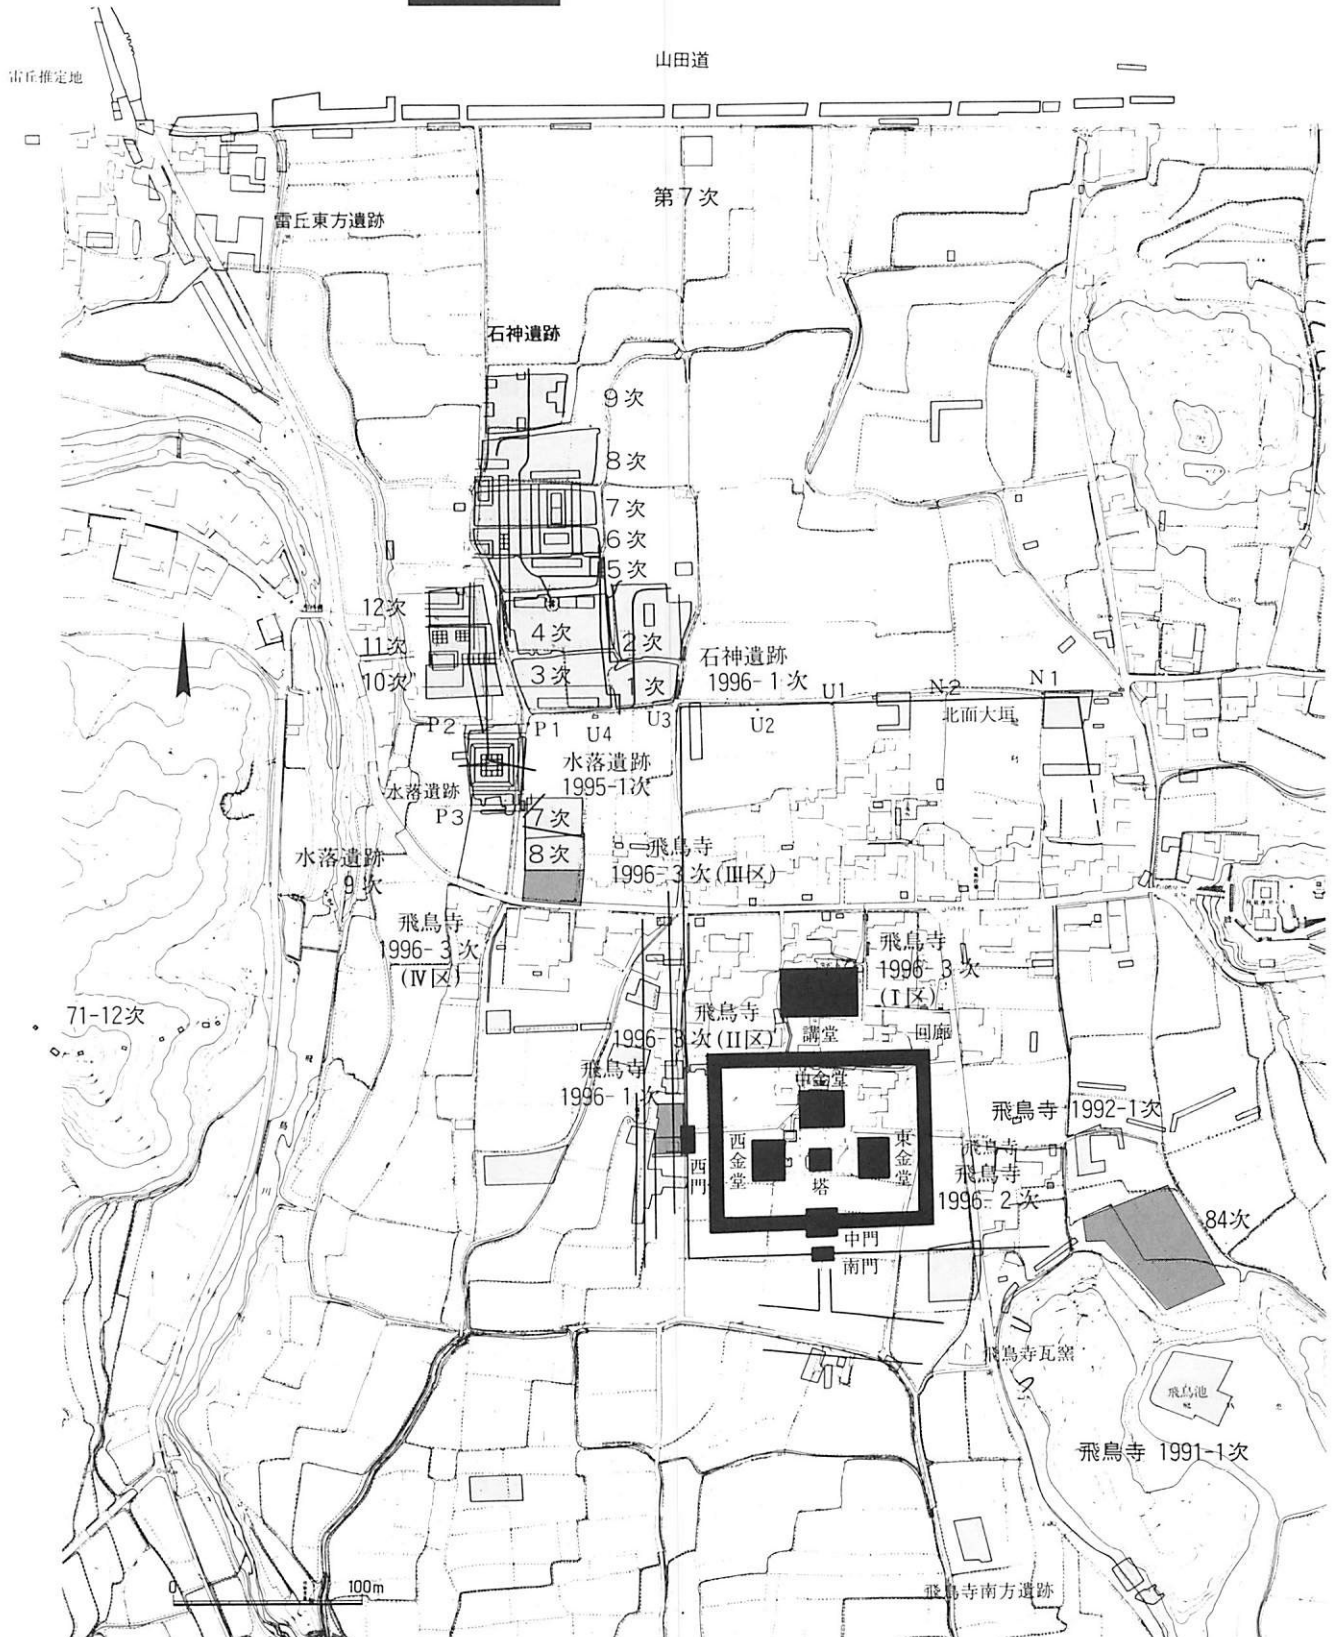 山田道
雷丘推定地
第7次
雷丘東方遺跡
石神遺跡
9次
8次
7次
6次
5次
12次
11次
10次
4次
2次
3次
1次
石神遺跡
1996-1次
U1
N2
N1
P2
P1
U4
U3
U2
北面大垣
水落遺跡
1995-1次
水落遺跡
P3
7次
8次
水落遺跡
9次
飛鳥寺
1996-3次(III区)
飛鳥寺
1996-3次
(IV区)
飛鳥寺
1996-3次
(I区)
71-12次
飛鳥寺
1996-3次(II区)
講堂
回廊
飛鳥寺
1996-1次
中金堂
飛鳥寺 1992-1次
西金堂
東金堂
塔
西門
飛鳥寺
飛鳥寺
1996-2次
84次
中門
南門
飛鳥川
飛鳥寺瓦窯
飛鳥池
飛鳥寺 1991-1次
飛鳥寺南方遺跡
0 100m